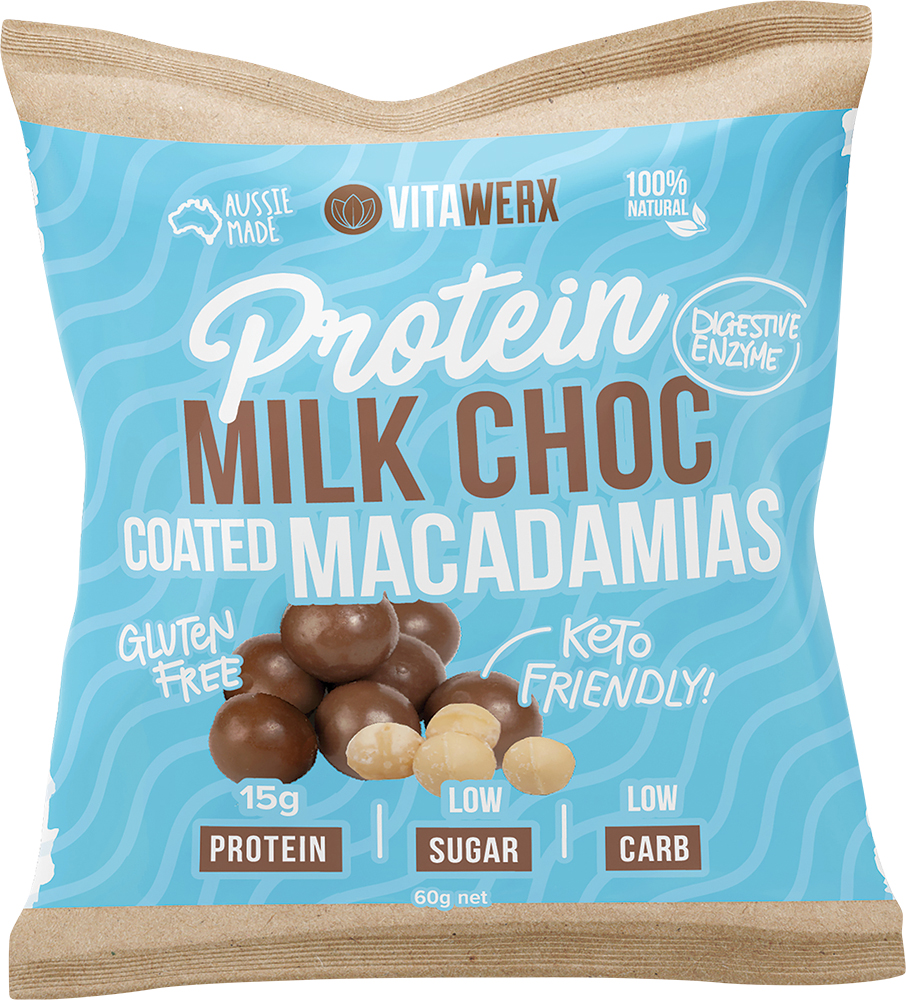 AUSSIE
MADE
VITAWERX
100%
NATURAL
Protein
DIGESTIVE
ENZYME
MILK CHOC
COATED MACADAMIAS
GLUTEN
FREE
KETO
FRIENDLY!
15g
PROTEIN
LOW
SUGAR
LOW
CARB
60g net